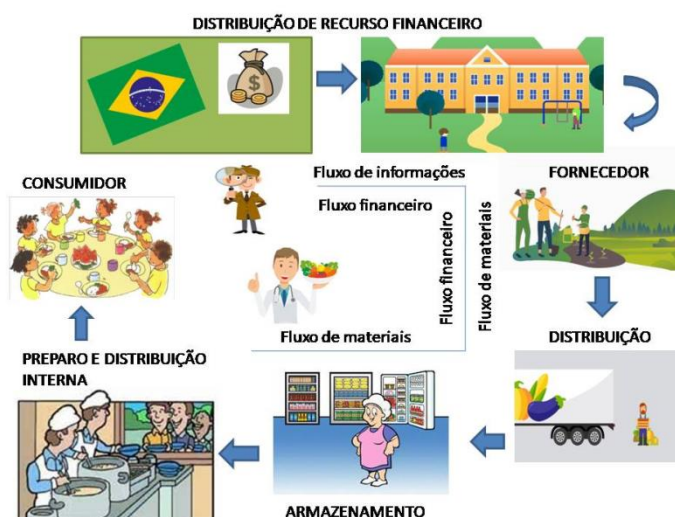 DISTRIBUIÇÃO DE RECURSO FINANCEIRO
$
CONSUMIDOR
Fluxo de informações
Fluxo financeiro
FORNECEDOR
Fluxo financeiro
Fluxo de materiais
Fluxo de materiais
DISTRIBUIÇÃO
PREPARO E DISTRIBUIÇÃO
INTERNA
ARMAZENAMENTO